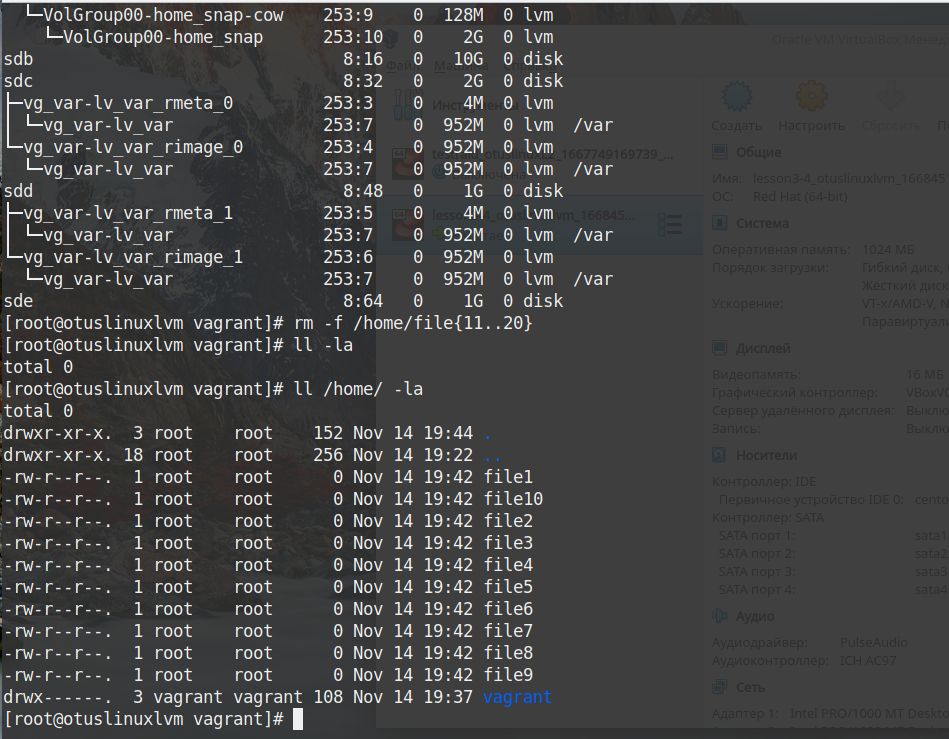 └─VolGroup00-home_snap-cow    253:9    0  128M  0 lvm
  └─VolGroup00-home_snap      253:10   0    2G  0 lvm
sdb                               8:16   0   10G  0 disk
sdc                               8:32   0    2G  0 disk
├─vg_var-lv_var_rmeta_0         253:3    0    4M  0 lvm
│ └─vg_var-lv_var               253:7    0  952M  0 lvm  /var
└─vg_var-lv_var_rimage_0        253:4    0  952M  0 lvm
  └─vg_var-lv_var               253:7    0  952M  0 lvm  /var
sdd                               8:48   0    1G  0 disk
├─vg_var-lv_var_rmeta_1         253:5    0    4M  0 lvm
│ └─vg_var-lv_var               253:7    0  952M  0 lvm  /var
└─vg_var-lv_var_rimage_1        253:6    0  952M  0 lvm
  └─vg_var-lv_var               253:7    0  952M  0 lvm  /var
sde                               8:64   0    1G  0 disk
[root@otuslinuxlvm vagrant]# rm -f /home/file{11..20}
[root@otuslinuxlvm vagrant]# ll -la
total 0
[root@otuslinuxlvm vagrant]# ll /home/ -la
total 0
drwxr-xr-x.  3 root    root    152 Nov 14 19:44 .
drwxr-xr-x. 18 root    root    256 Nov 14 19:22 ..
-rw-r--r--.  1 root    root      0 Nov 14 19:42 file1
-rw-r--r--.  1 root    root      0 Nov 14 19:42 file10
-rw-r--r--.  1 root    root      0 Nov 14 19:42 file2
-rw-r--r--.  1 root    root      0 Nov 14 19:42 file3
-rw-r--r--.  1 root    root      0 Nov 14 19:42 file4
-rw-r--r--.  1 root    root      0 Nov 14 19:42 file5
-rw-r--r--.  1 root    root      0 Nov 14 19:42 file6
-rw-r--r--.  1 root    root      0 Nov 14 19:42 file7
-rw-r--r--.  1 root    root      0 Nov 14 19:42 file8
-rw-r--r--.  1 root    root      0 Nov 14 19:42 file9
drwx------.  3 vagrant vagrant 108 Nov 14 19:37 vagrant
[root@otuslinuxlvm vagrant]#
Oracle VM VirtualBox
Файл
Создать Настроить Сбросить
Общие
Имя: lesson3-4_otuslinuxlvm_166845
ОС: Red Hat (64-bit)
Система
Оперативная память: 1024 МБ
Порядок загрузки: Гибкий диск,
Жёсткий диск
Ускорение: VT-x/AMD-V,
Дисплей
Видеопамять: 16 МБ
Графический контроллер:
Сервер удалённого дисплея:
Запись:
Носители
Контроллер: IDE
Первичное устройство IDE 0:
Контроллер: SATA
SATA порт 1: sata1
SATA порт 2: sata2
SATA порт 3: sata3
SATA порт 4: sata4
Аудио
Аудиодрайвер: PulseAudio
Аудиоконтроллер: ICH AC97
Сеть
Адаптер 1: Intel PRO/1000 MT